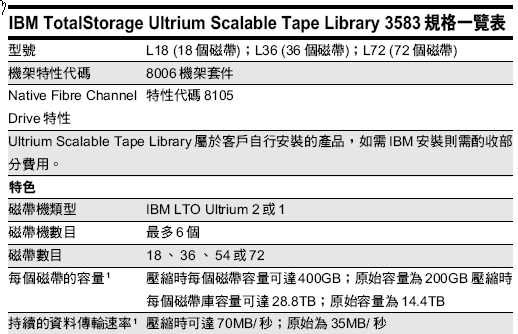 IBM TotalStorage Ultrium Scalable Tape Library 3583 規格一覽表
型號 L18 (18 個磁帶)；L36 (36 個磁帶)；L72 (72 個磁帶)
機架特性代碼 8006 機架套件
Native Fibre Channel 特性代碼 8105
Drive 特性
Ultrium Scalable Tape Library 屬於客戶自行安裝的產品，如需 IBM 安裝則需酌收部
分費用。
特色
磁帶機類型 IBM LTO Ultrium 2 或 1
磁帶機數目 最多 6 個
磁帶數目 18 、 36 、 54 或 72
每個磁帶的容量¹ 壓縮時每個磁帶容量可達 400GB；原始容量為 200GB 壓縮時
每個磁帶庫容量可達 28.8TB；原始容量為 14.4TB
持續的資料傳輸速率¹ 壓縮時可達 70MB/ 秒；原始為 35MB/ 秒